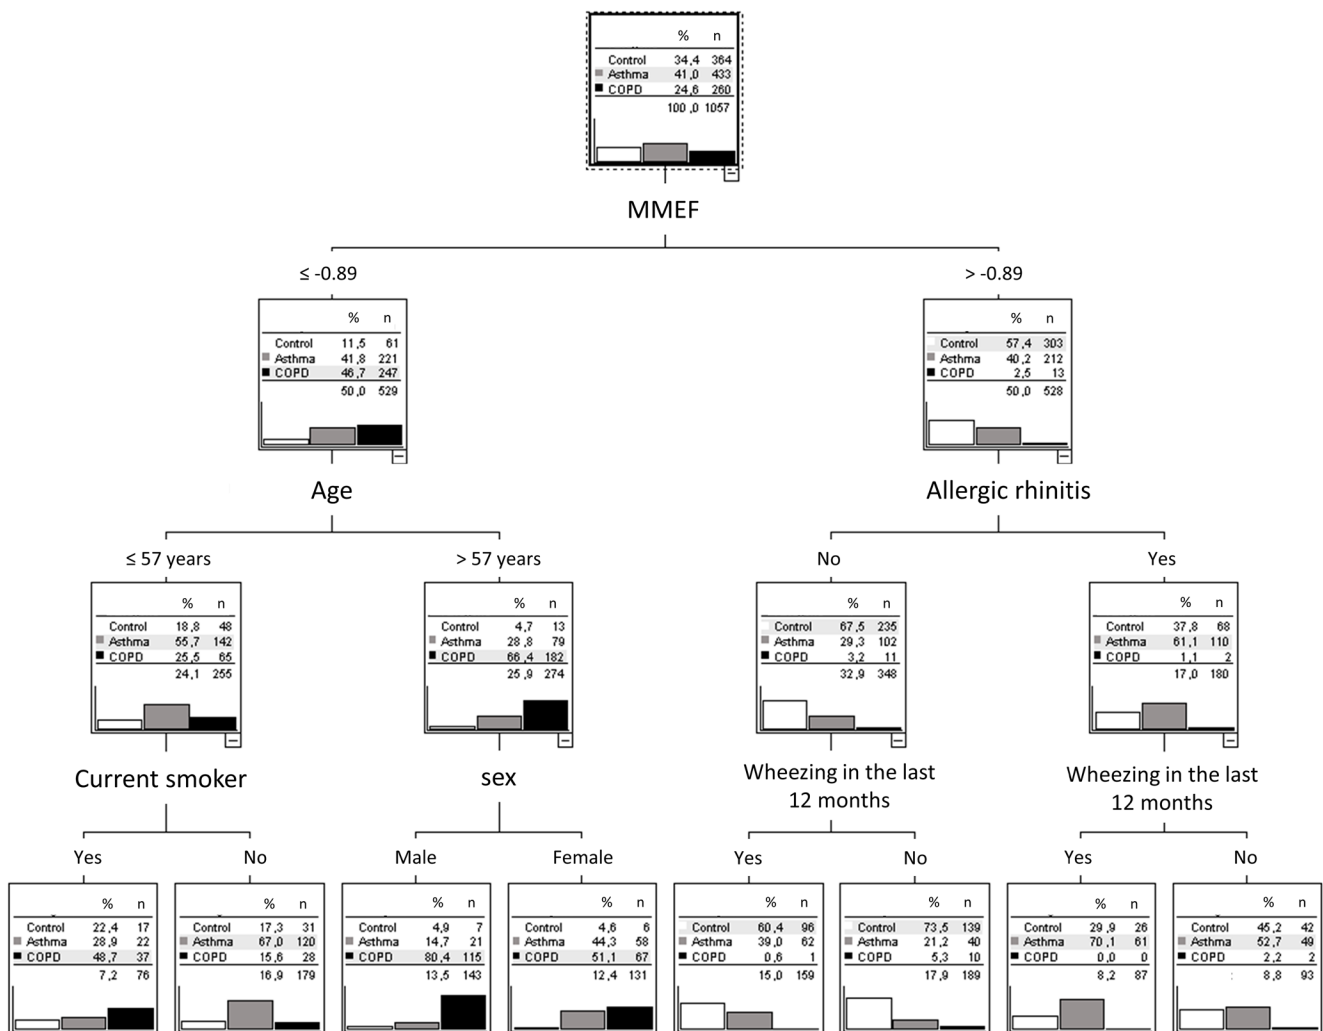 % n
Control 34,4 364
Asthma 41,0 433
COPD 24,6 260
100,0 1057
MMEF
≤ -0.89
> -0.89
% n
Control 11,5 61
Asthma 41,8 221
COPD 46,7 247
50,0 529
% n
Control 57,4 303
Asthma 40,2 212
COPD 2,5 13
50,0 528
Age
Allergic rhinitis
≤ 57 years
> 57 years
No
Yes
% n
Control 18,8 48
Asthma 55,7 142
COPD 25,5 65
24,1 255
% n
Control 4,7 13
Asthma 28,8 79
COPD 66,4 182
25,9 274
% n
Control 67,5 235
Asthma 29,3 102
COPD 3,2 11
32,9 348
% n
Control 37,8 68
Asthma 61,1 110
COPD 1,1 2
17,0 180
Current smoker
sex
Wheezing in the last
12 months
Wheezing in the last
12 months
Yes
No
Male
Female
Yes
No
Yes
No
% n
Control 22,4 17
Asthma 28,9 22
COPD 48,7 37
7,2 76
% n
Control 17,3 31
Asthma 67,0 120
COPD 15,6 28
16,9 179
% n
Control 4,9 7
Asthma 14,7 21
COPD 80,4 115
13,5 143
% n
Control 4,6 6
Asthma 44,3 58
COPD 51,1 67
12,4 131
% n
Control 60,4 96
Asthma 39,0 62
COPD 0,6 1
15,0 159
% n
Control 73,5 139
Asthma 21,2 40
COPD 5,3 10
17,9 189
% n
Control 29,9 26
Asthma 70,1 61
COPD 0,0 0
8,2 87
% n
Control 45,2 42
Asthma 52,7 49
COPD 2,2 2
8,8 93